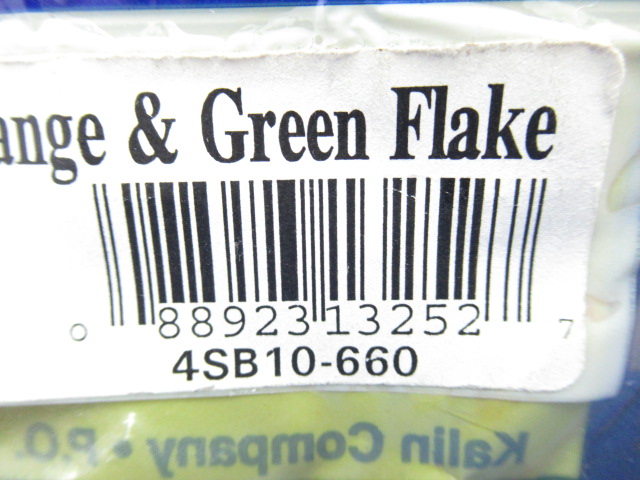 ange & Green Flake
0 88923 13252 7
4SB10-660
Kalin Company • P.O.